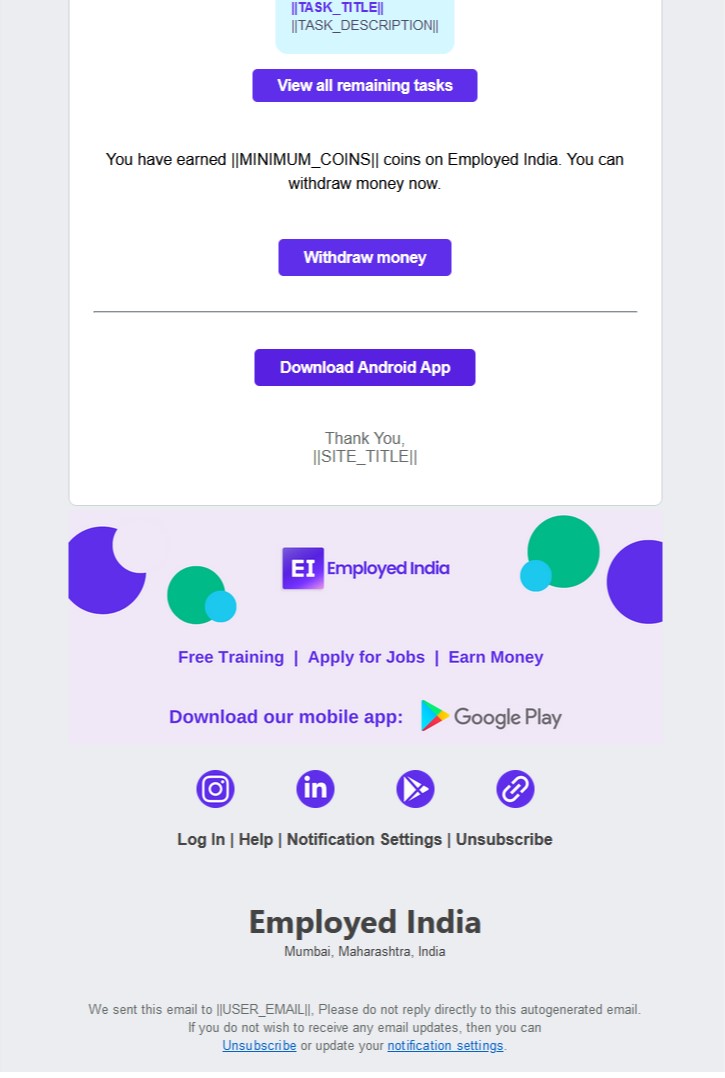 ||TASK_TITLE||
||TASK_DESCRIPTION||
View all remaining tasks
You have earned ||MINIMUM_COINS|| coins on Employed India. You can
withdraw money now.
Withdraw money
Download Android App
Thank You,
||SITE_TITLE||
EI Employed India
Free Training | Apply for Jobs | Earn Money
Download our mobile app: Google Play
in
Log In | Help | Notification Settings | Unsubscribe
Employed India
Mumbai, Maharashtra, India
We sent this email to ||USER_EMAIL||, Please do not reply directly to this autogenerated email.
If you do not wish to receive any email updates, then you can
Unsubscribe or update your notification settings.